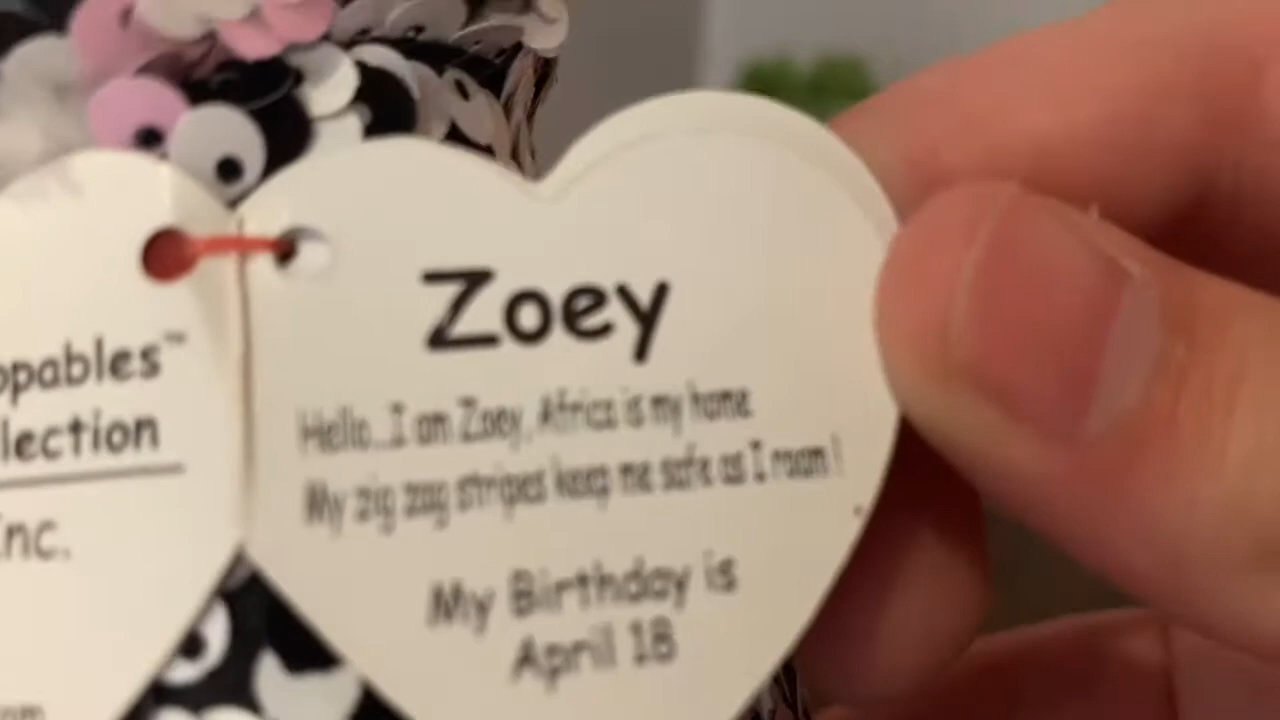 opables™
lection
Inc.
Zoey
Hello...I am Zoey, Africa is my home
My zig zag stripes keep me safe as I roam!
My Birthday is
April 18